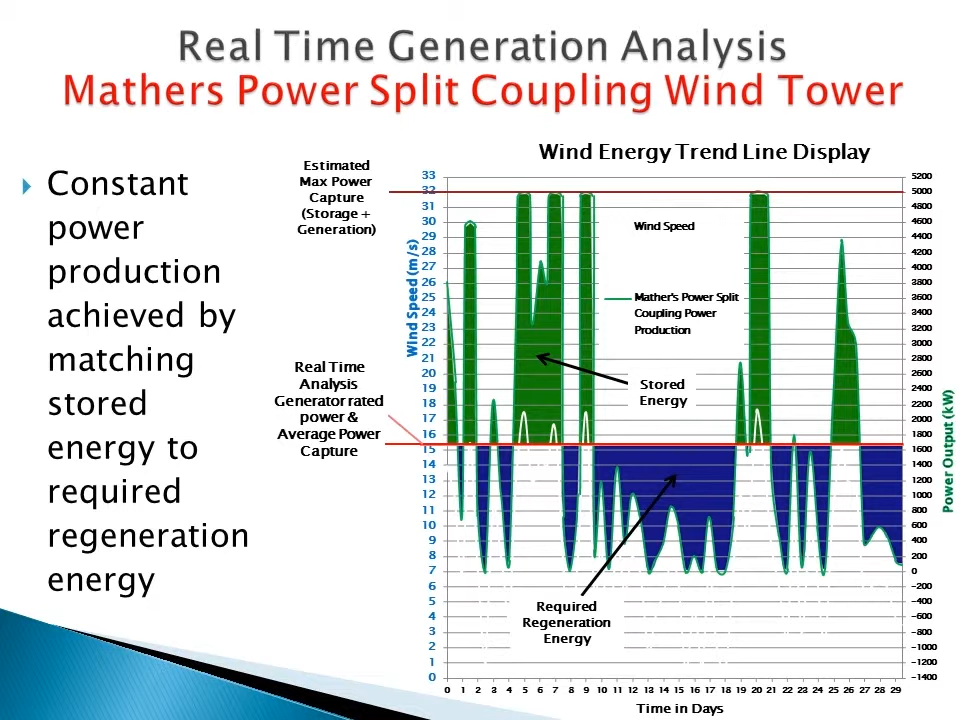 Real Time Generation Analysis
Mathers Power Split Coupling Wind Tower
Constant
power
production
achieved by
matching
stored
energy to
required
regeneration
energy
Estimated
Max Power
Capture
(Storage +
Generation)
Real Time
Analysis
Generator rated
power &
Average Power
Capture
Wind Energy Trend Line Display
Wind Speed (m/s)
33
32
31
30
29
28
27
26
25
24
23
22
21
20
19
18
17
16
15
14
13
12
11
10
9
8
7
6
5
4
3
2
1
0
Wind Speed
Mather's Power Split
Coupling Power
Production
Stored
Energy
Required
Regeneration
Energy
5200
5000
4800
4600
4400
4200
4000
3800
3600
3400
3200
3000
2800
2600
2400
2200
2000
1800
1600
1400
1200
1000
800
600
400
200
0
-200
-400
-600
-800
-1000
-1200
-1400
Power Output (kW)
0 1 2 3 4 5 6 7 8 9 10 11 12 13 14 15 16 17 18 19 20 21 22 23 24 25 26 27 28 29
Time in Days